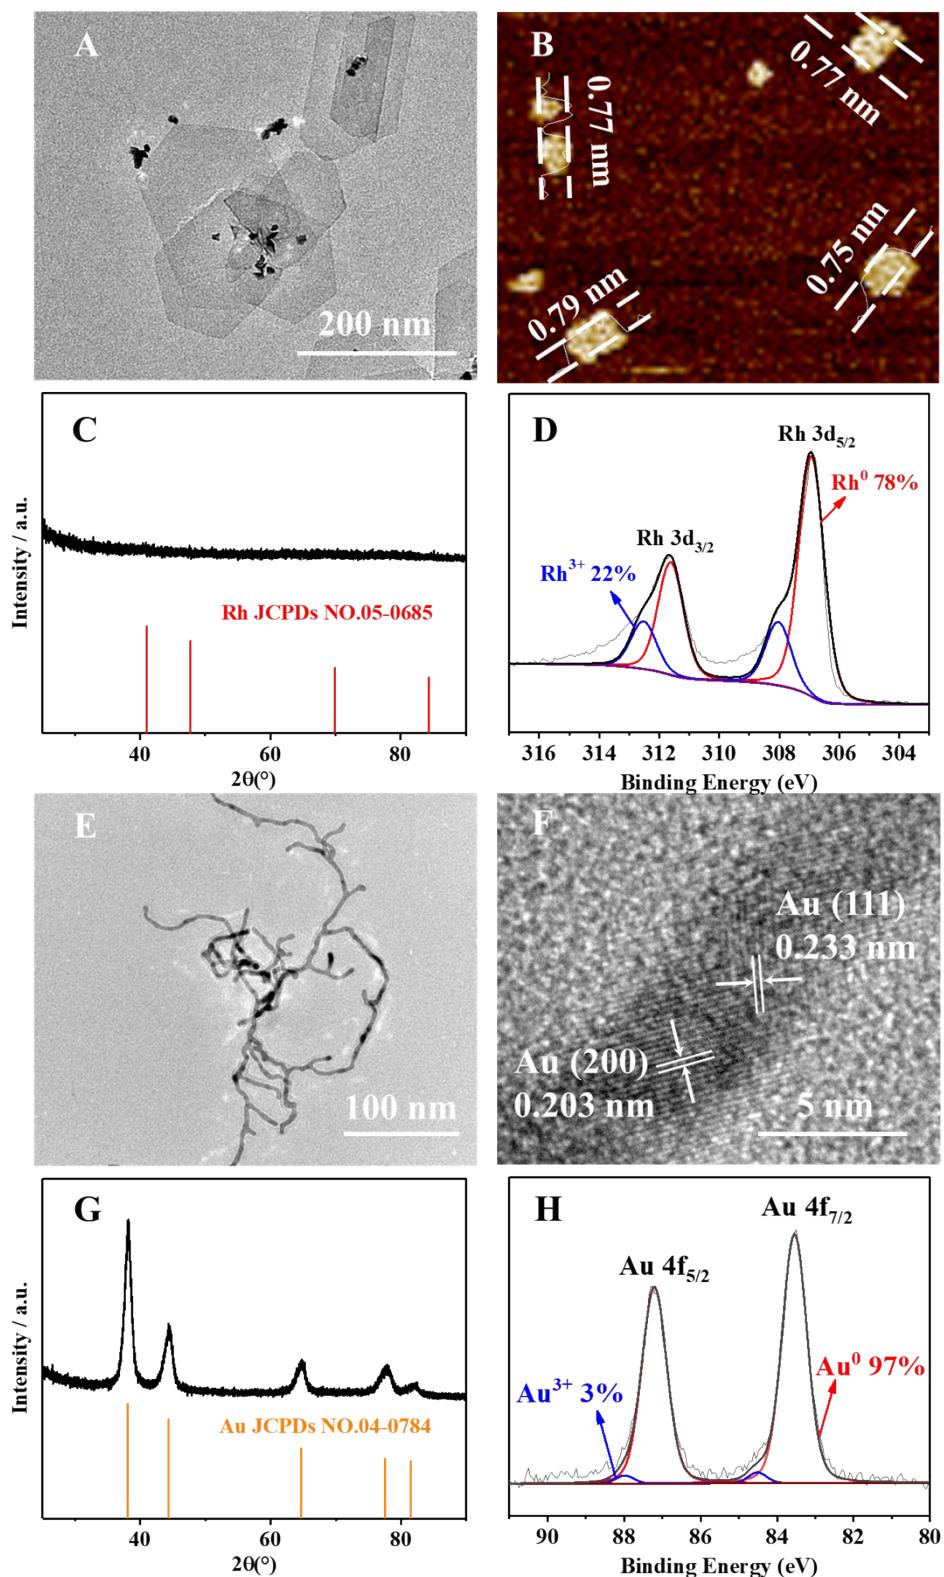 A
200 nm
B
0.77 nm
0.77 nm
0.75 nm
0.79 nm
C
Intensity / a.u.
Rh JCPDs NO.05-0685
40
60
80
2θ(°)
D
Rh 3d5/2
Rh⁰ 78%
Rh 3d3/2
Rh³⁺ 22%
316 314 312 310 308 306 304
Binding Energy (eV)
E
100 nm
F
Au (111)
0.233 nm
Au (200)
0.203 nm
5 nm
G
Intensity / a.u.
Au JCPDs NO.04-0784
40
60
80
2θ(°)
H
Au 4f7/2
Au 4f5/2
Au³⁺ 3%
Au⁰ 97%
90 88 86 84 82 80
Binding Energy (eV)